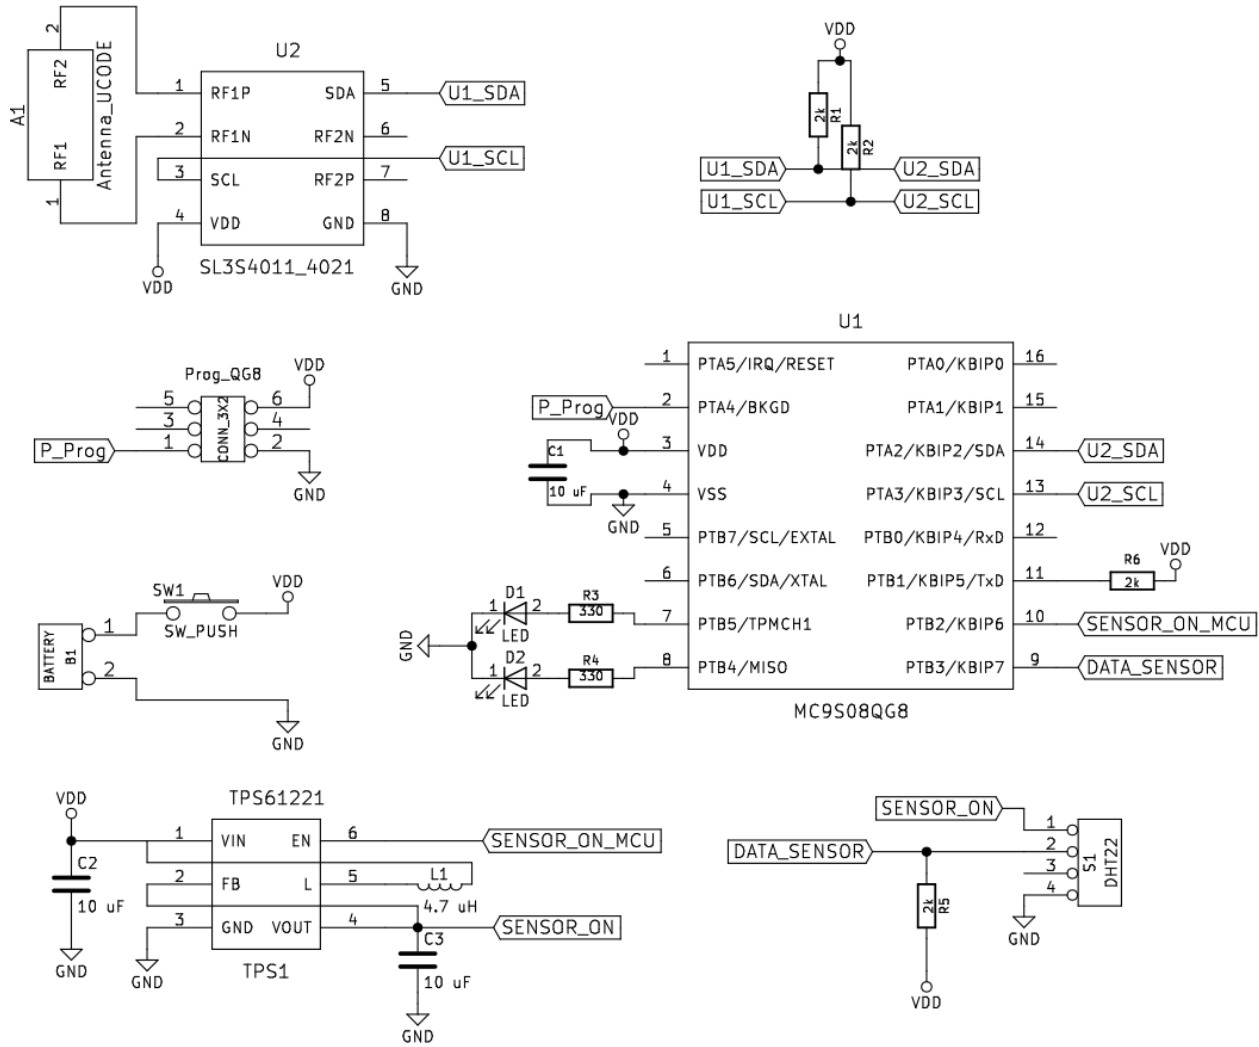 U2
A1
RF2
RF1
2
1
Antenna_UCODE
1 RF1P SDA 5 U1_SDA
2 RF1N RF2N 6
3 SCL RF2P 7 U1_SCL
4 VDD GND 8
SL3S4011_4021
VDD
GND
VDD
2k R1
2k R2
U1_SDA U2_SDA
U1_SCL U2_SCL
Prog_QG8
VDD
5 6
3 4
P_Prog 1 2
CONN_3X2
GND
U1
1 PTA5/IRQ/RESET PTA0/KBIP0 16
P_Prog 2 PTA4/BKGD PTA1/KBIP1 15
VDD
3 VDD PTA2/KBIP2/SDA 14 U2_SDA
C1
10 uF
4 VSS PTA3/KBIP3/SCL 13 U2_SCL
GND
5 PTB7/SCL/EXTAL PTB0/KBIP4/RxD 12
6 PTB6/SDA/XTAL PTB1/KBIP5/TxD 11
R6
2k
VDD
7 PTB5/TPMCH1 PTB2/KBIP6 10 SENSOR_ON_MCU
8 PTB4/MISO PTB3/KBIP7 9 DATA_SENSOR
MC9S08QG8
GND
1 D1 2
LED
R3
330
1 D2 2
LED
R4
330
SW1
SW_PUSH
VDD
BATTERY
B1
1
2
GND
TPS61221
VDD
1 VIN EN 6 SENSOR_ON_MCU
2 FB L 5
L1
4.7 uH
3 GND VOUT 4 SENSOR_ON
C2
10 uF
GND
GND
TPS1
C3
10 uF
GND
SENSOR_ON 1
DATA_SENSOR 2
3
4
S1
DHT22
GND
2k R5
VDD